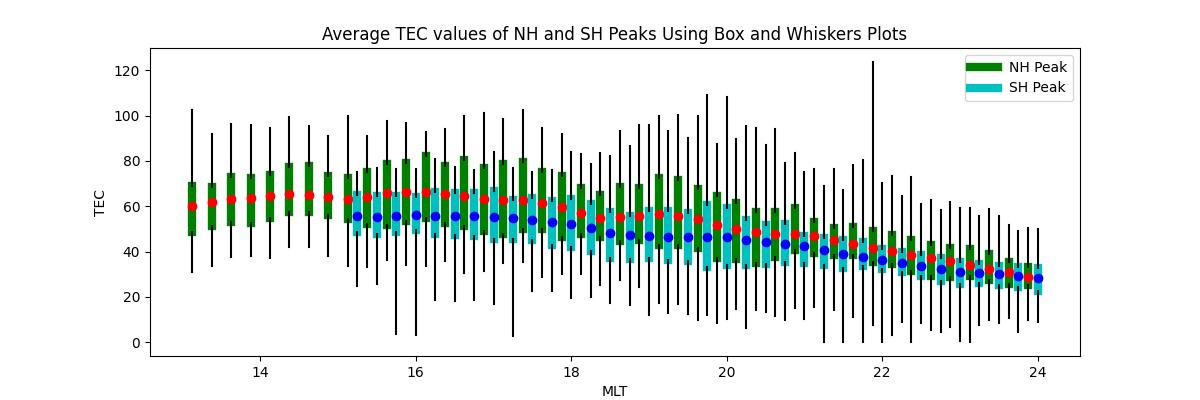 Average TEC values of NH and SH Peaks Using Box and Whiskers Plots
NH Peak
SH Peak
120
100
80
60
40
20
0
TEC
14 16 18 20 22 24
MLT